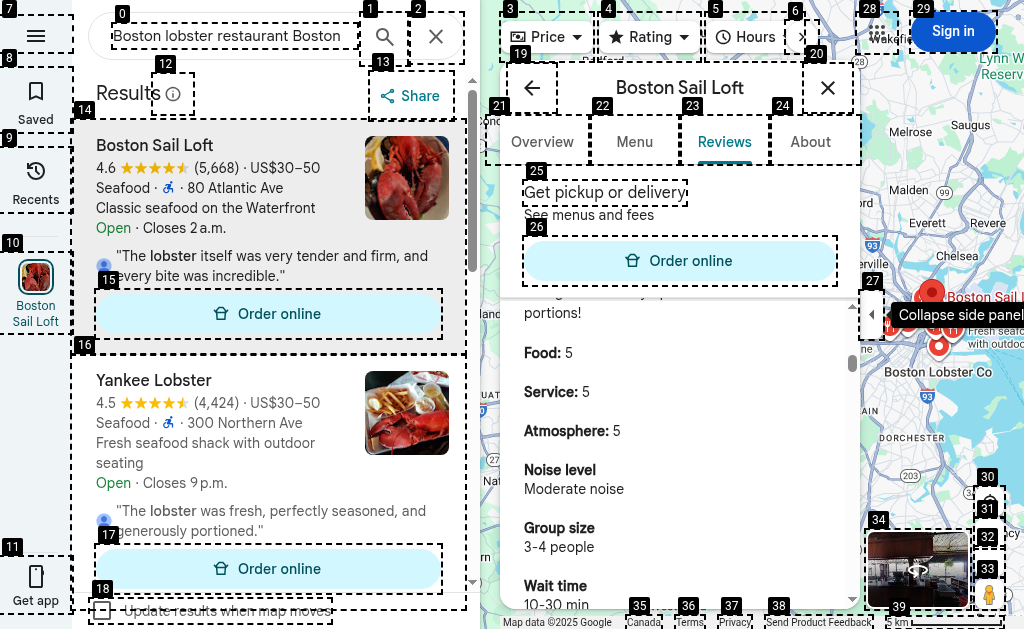 Boston lobster restaurant Boston
Price
Rating
Hours
Sign in
Saved
Recents
Boston
Sail Loft
Get app
Results
Share
Boston Sail Loft
4.6 (5,668) · US$30–50
Seafood · 80 Atlantic Ave
Classic seafood on the Waterfront
Open · Closes 2 a.m.
"The lobster itself was very tender and firm, and
every bite was incredible."
Order online
Yankee Lobster
4.5 (4,424) · US$30–50
Seafood · 300 Northern Ave
Fresh seafood shack with outdoor
seating
Open · Closes 9 p.m.
"The lobster was fresh, perfectly seasoned, and
generously portioned."
Order online
Update results when map moves
Boston Sail Loft
Overview
Menu
Reviews
About
Get pickup or delivery
See menus and fees
Order online
portions!
Food: 5
Service: 5
Atmosphere: 5
Noise level
Moderate noise
Group size
3-4 people
Wait time
10-30 min
Collapse side panel
Melrose
Saugus
Malden
Everett
Revere
Chelsea
Boston Lobster Co
DORCHESTER
99
93
93
203
Map data ©2025 Google
Canada
Terms
Privacy
Send Product Feedback
5 km
0
1
2
3
4
5
6
7
8
9
10
11
12
13
14
15
16
17
18
19
20
21
22
23
24
25
26
27
28
29
30
31
32
33
34
35
36
37
38
39